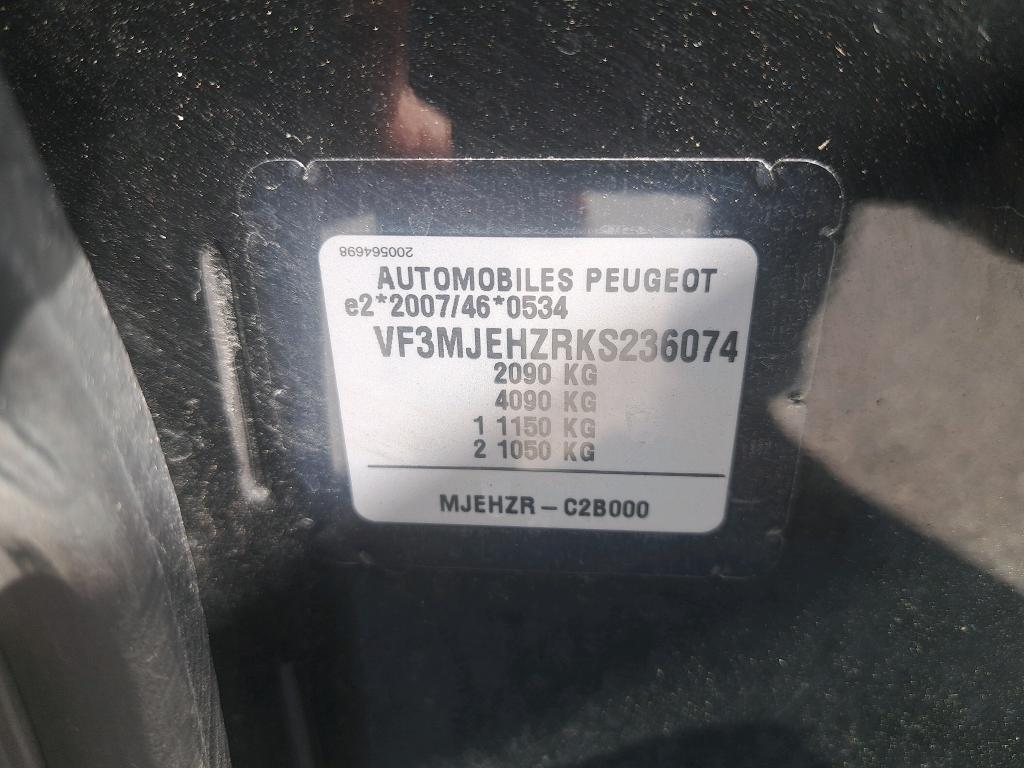 200564698
AUTOMOBILES PEUGEOT
e2*2007/46*0534
VF3MJEHZRKS236074
2090 KG
4090 KG
1 1150 KG
2 1050 KG
MJEHZR – C2B000